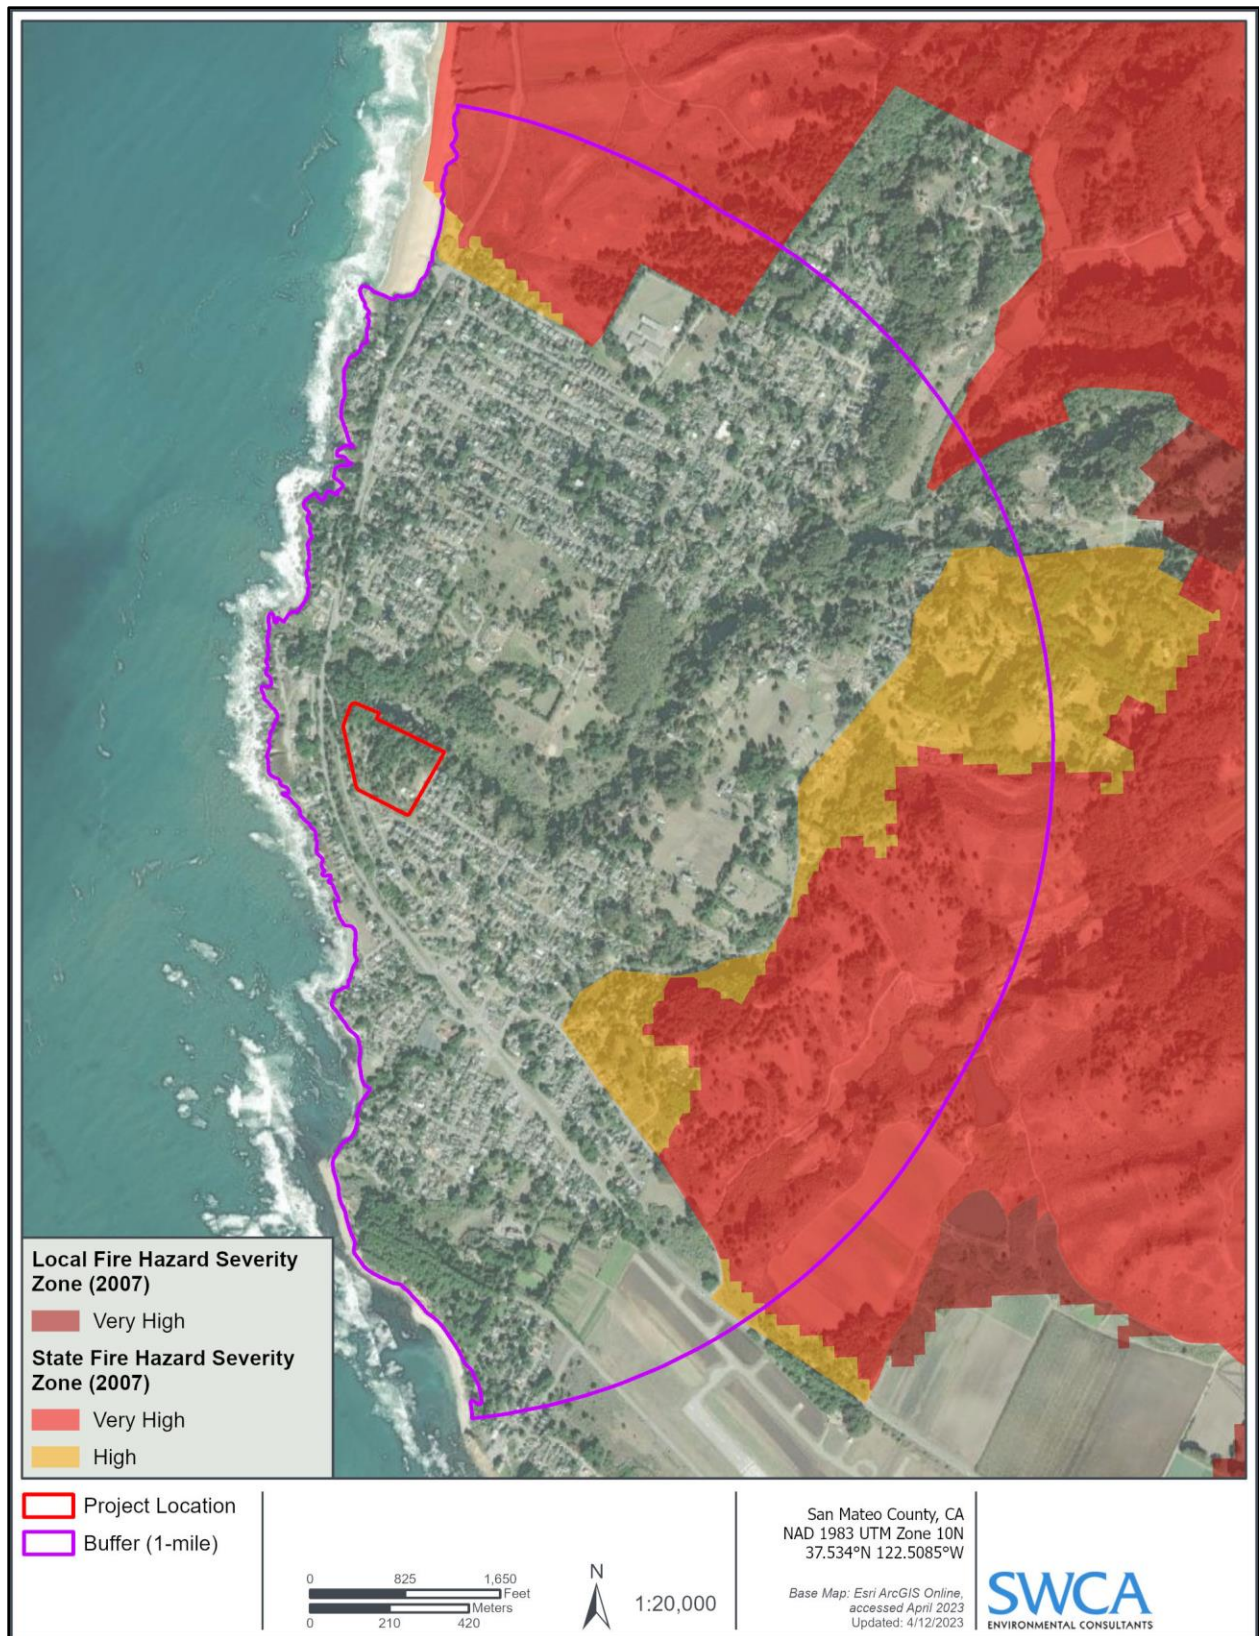 Local Fire Hazard Severity
Zone (2007)
Very High
State Fire Hazard Severity
Zone (2007)
Very High
High
Project Location
Buffer (1-mile)
0 825 1,650
Feet
Meters
0 210 420
N
1:20,000
San Mateo County, CA
NAD 1983 UTM Zone 10N
37.534°N 122.5085°W
Base Map: Esri ArcGIS Online,
accessed April 2023
Updated: 4/12/2023
SWCA
ENVIRONMENTAL CONSULTANTS